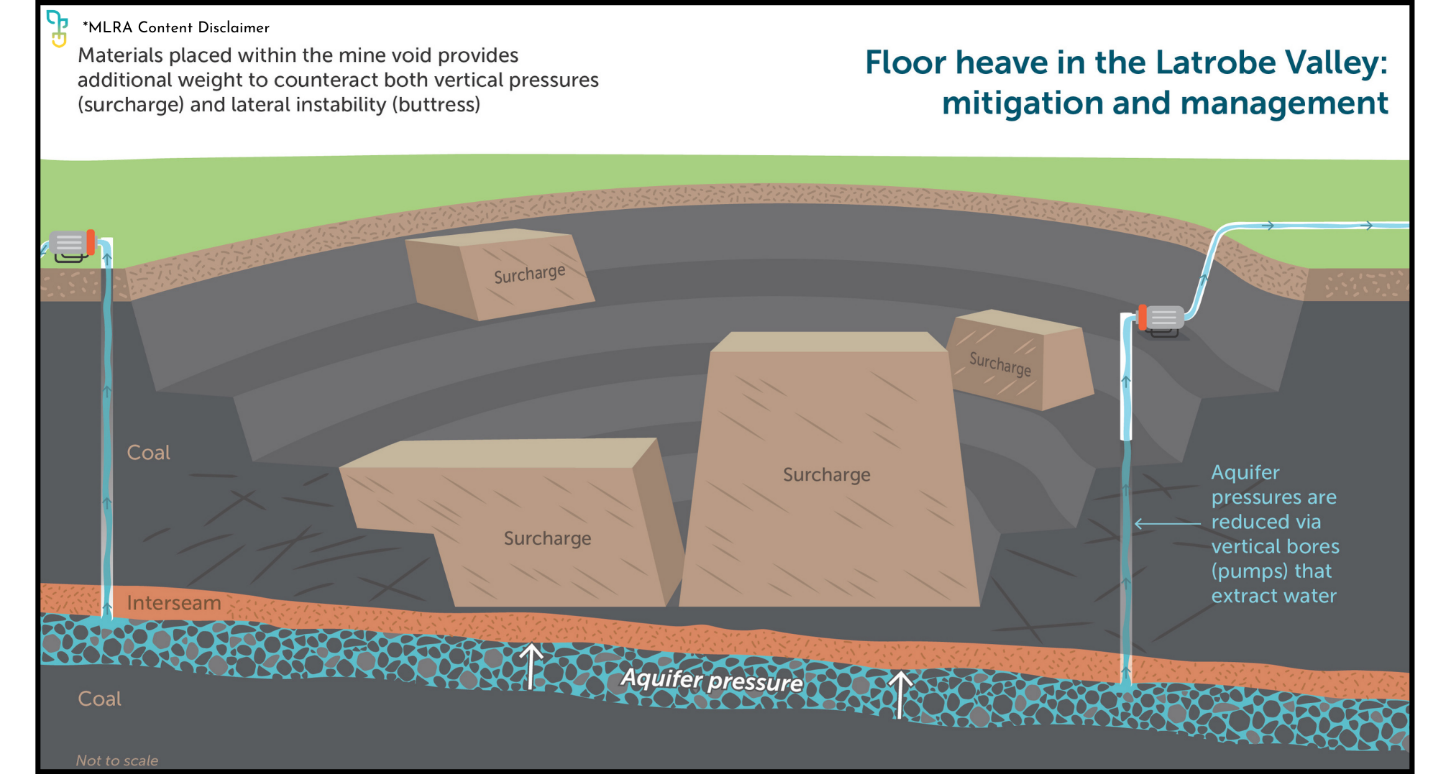 *MLRA Content Disclaimer
Materials placed within the mine void provides
additional weight to counteract both vertical pressures
(surcharge) and lateral instability (buttress)
Floor heave in the Latrobe Valley:
mitigation and management
Surcharge
Surcharge
Coal
Surcharge
Surcharge
Aquifer
pressures are
reduced via
vertical bores
(pumps) that
extract water
Interseam
Aquifer pressure
Coal
Not to scale